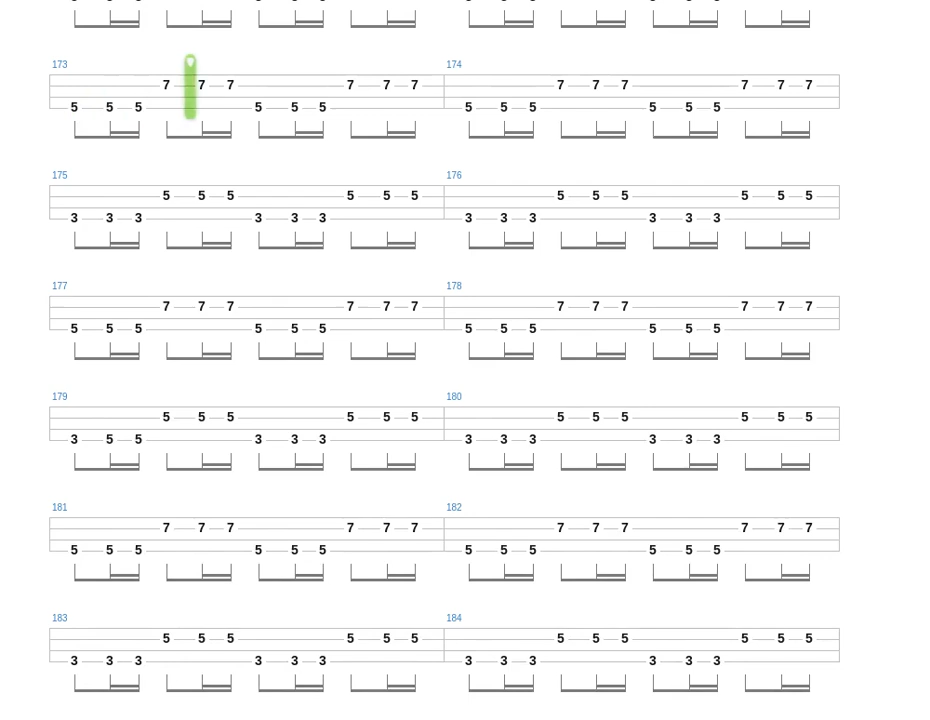 173 174
7 7 7 7 7 7 7 7 7 7 7 7
5 5 5 5 5 5 5 5 5 5 5 5
175 176
5 5 5 5 5 5 5 5 5 5 5 5
3 3 3 3 3 3 3 3 3 3 3 3
177 178
7 7 7 7 7 7 7 7 7 7 7 7
5 5 5 5 5 5 5 5 5 5 5 5
179 180
5 5 5 5 5 5 5 5 5 5 5 5
3 5 5 3 3 3 3 3 3 3 3 3
181 182
7 7 7 7 7 7 7 7 7 7 7 7
5 5 5 5 5 5 5 5 5 5 5 5
183 184
5 5 5 5 5 5 5 5 5 5 5 5
3 3 3 3 3 3 3 3 3 3 3 3